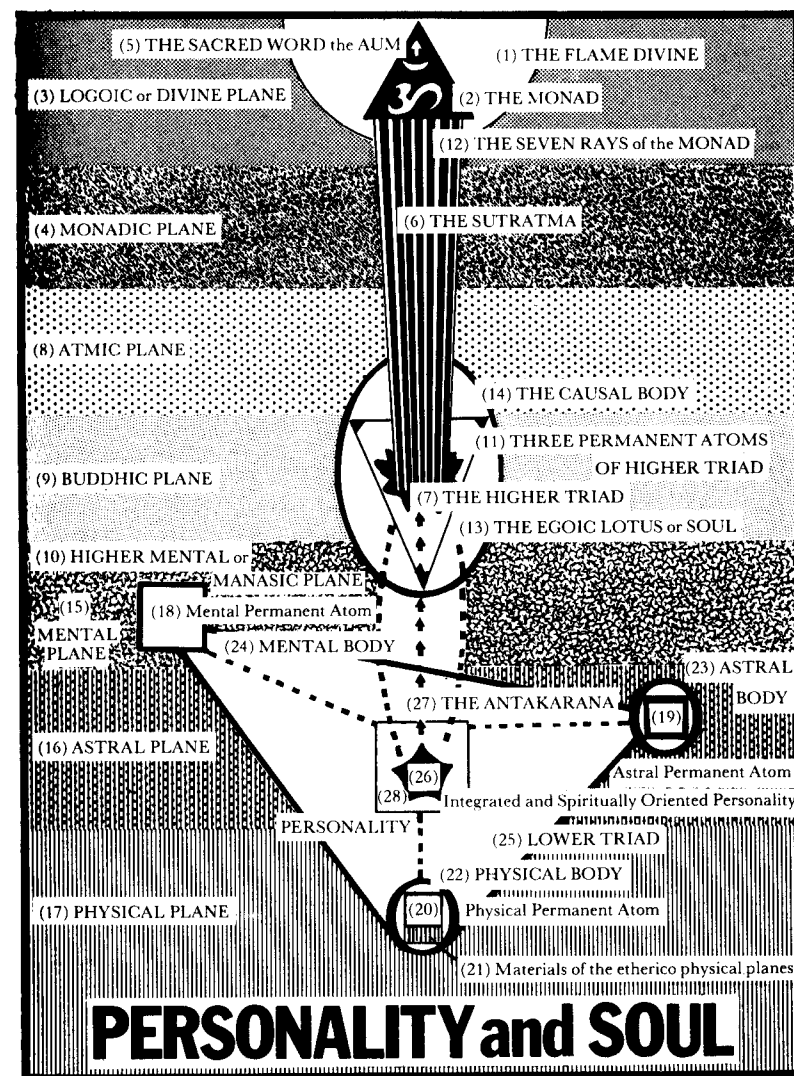 (5) THE SACRED WORD the AUM
(1) THE FLAME DIVINE
(3) LOGOIC or DIVINE PLANE
(2) THE MONAD
ॐ
(12) THE SEVEN RAYS of the MONAD
(6) THE SUTRATMA
(4) MONADIC PLANE
(8) ATMIC PLANE
(14) THE CAUSAL BODY
(11) THREE PERMANENT ATOMS
OF HIGHER TRIAD
(9) BUDDHIC PLANE
(7) THE HIGHER TRIAD
(13) THE EGOIC LOTUS or SOUL
(10) HIGHER MENTAL or
MANASIC PLANE
(15)
MENTAL
PLANE
(18) Mental Permanent Atom
(24) MENTAL BODY
(23) ASTRAL
BODY
(27) THE ANTAKARANA
(19)
(16) ASTRAL PLANE
Astral Permanent Atom
(26)
(28)
Integrated and Spiritually Oriented Personality
PERSONALITY
(25) LOWER TRIAD
(22) PHYSICAL BODY
(17) PHYSICAL PLANE
(20)
Physical Permanent Atom
(21) Materials of the etherico physical planes
PERSONALITY and SOUL